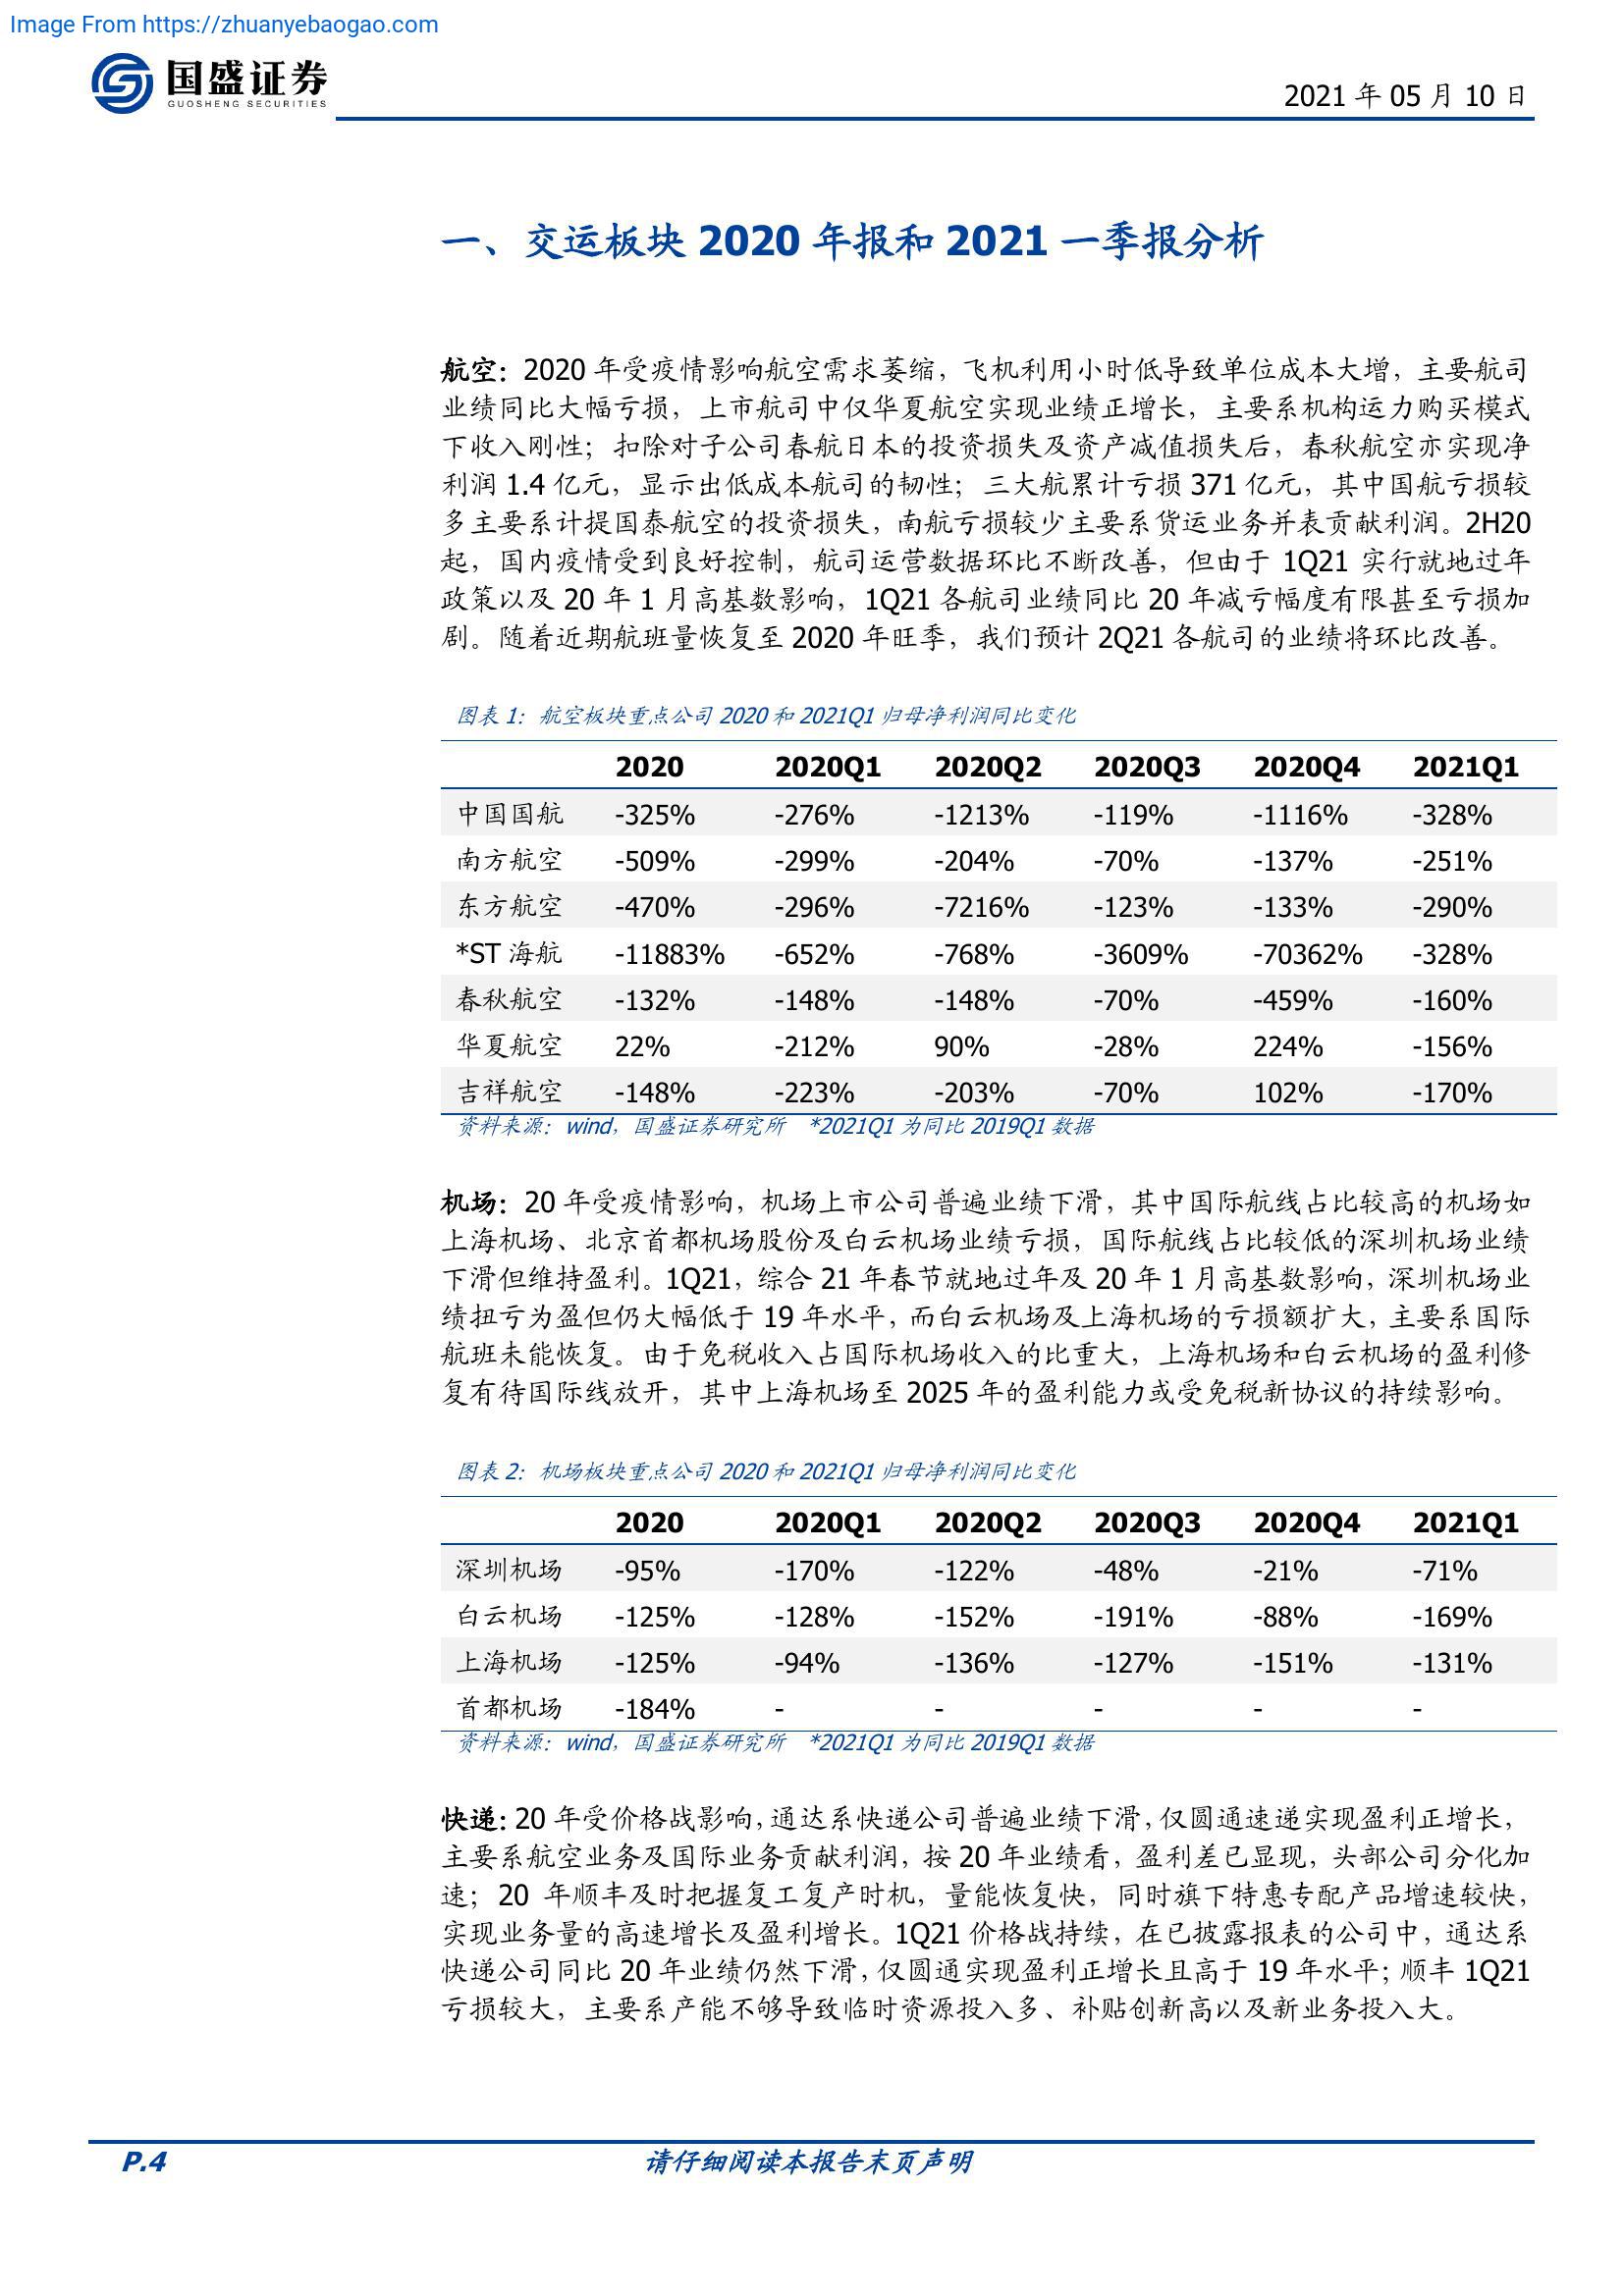 Image From https://zhuanyebaogao.com
国盛证券
GUOSHENG SECURITIES
2021 年 05 月 10 日
一、交运板块 2020 年报和 2021 一季报分析
航空：2020 年受疫情影响航空需求萎缩，飞机利用小时低导致单位成本大增，主要航司
业绩同比大幅亏损，上市航司中仅华夏航空实现业绩正增长，主要系机构运力购买模式
下收入刚性；扣除对子公司春航日本的投资损失及资产减值损失后，春秋航空亦实现净
利润 1.4 亿元，显示出低成本航司的韧性；三大航累计亏损 371 亿元，其中国航亏损较
多主要系计提国泰航空的投资损失，南航亏损较少主要系货运业务并表贡献利润。2H20
起，国内疫情受到良好控制，航司运营数据环比不断改善，但由于 1Q21 实行就地过年
政策以及 20 年 1 月高基数影响，1Q21 各航司业绩同比 20 年减亏幅度有限甚至亏损加
剧。随着近期航班量恢复至 2020 年旺季，我们预计 2Q21 各航司的业绩将环比改善。
图表 1：航空板块重点公司 2020 和 2021Q1 归母净利润同比变化
2020 2020Q1 2020Q2 2020Q3 2020Q4 2021Q1
中国国航 -325% -276% -1213% -119% -1116% -328%
南方航空 -509% -299% -204% -70% -137% -251%
东方航空 -470% -296% -7216% -123% -133% -290%
*ST 海航 -11883% -652% -768% -3609% -70362% -328%
春秋航空 -132% -148% -148% -70% -459% -160%
华夏航空 22% -212% 90% -28% 224% -156%
吉祥航空 -148% -223% -203% -70% 102% -170%
资料来源：wind，国盛证券研究所 *2021Q1 为同比 2019Q1 数据
机场：20 年受疫情影响，机场上市公司普遍业绩下滑，其中国际航线占比较高的机场如
上海机场、北京首都机场股份及白云机场业绩亏损，国际航线占比较低的深圳机场业绩
下滑但维持盈利。1Q21，综合 21 年春节就地过年及 20 年 1 月高基数影响，深圳机场业
绩扭亏为盈但仍大幅低于 19 年水平，而白云机场及上海机场的亏损额扩大，主要系国际
航班未能恢复。由于免税收入占国际机场收入的比重大，上海机场和白云机场的盈利修
复有待国际线放开，其中上海机场至 2025 年的盈利能力或受免税新协议的持续影响。
图表 2：机场板块重点公司 2020 和 2021Q1 归母净利润同比变化
2020 2020Q1 2020Q2 2020Q3 2020Q4 2021Q1
深圳机场 -95% -170% -122% -48% -21% -71%
白云机场 -125% -128% -152% -191% -88% -169%
上海机场 -125% -94% -136% -127% -151% -131%
首都机场 -184% - - - - -
资料来源：wind，国盛证券研究所 *2021Q1 为同比 2019Q1 数据
快递：20 年受价格战影响，通达系快递公司普遍业绩下滑，仅圆通速递实现盈利正增长，
主要系航空业务及国际业务贡献利润，按 20 年业绩看，盈利差已显现，头部公司分化加
速；20 年顺丰及时把握复工复产时机，量能恢复快，同时旗下特惠专配产品增速较快，
实现业务量的高速增长及盈利增长。1Q21 价格战持续，在已披露报表的公司中，通达系
快递公司同比 20 年业绩仍然下滑，仅圆通实现盈利正增长且高于 19 年水平；顺丰 1Q21
亏损较大，主要系产能不够导致临时资源投入多、补贴创新高以及新业务投入大。
P.4
请仔细阅读本报告末页声明